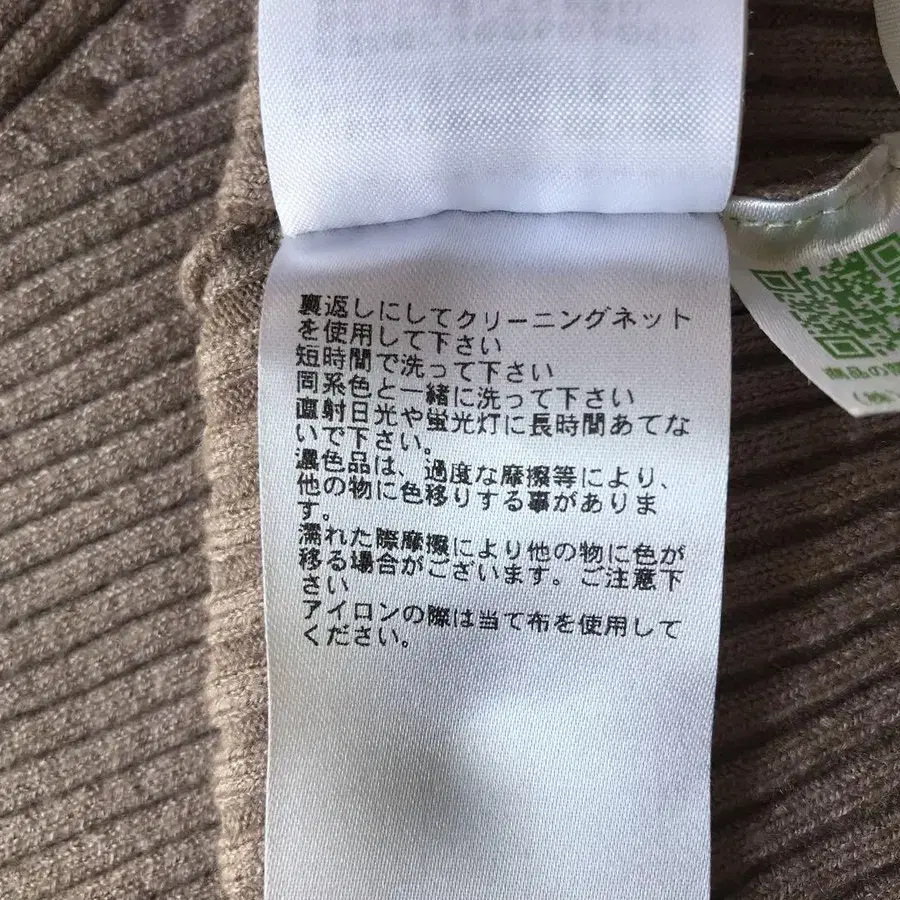 裏返しにしてクリーニングネット
を使用して下さい
短時間で洗って下さい
同系色と一緒に洗って下さい
直射日光や蛍光灯に長時間あてな
いで下さい。
濃色品は、過度な摩擦等により、
他の物に色移りする事がありま
す。
濡れた際摩擦により他の物に色が
移る場合がございます。ご注意下
さい
アイロンの際は当て布を使用して
ください。
商品の